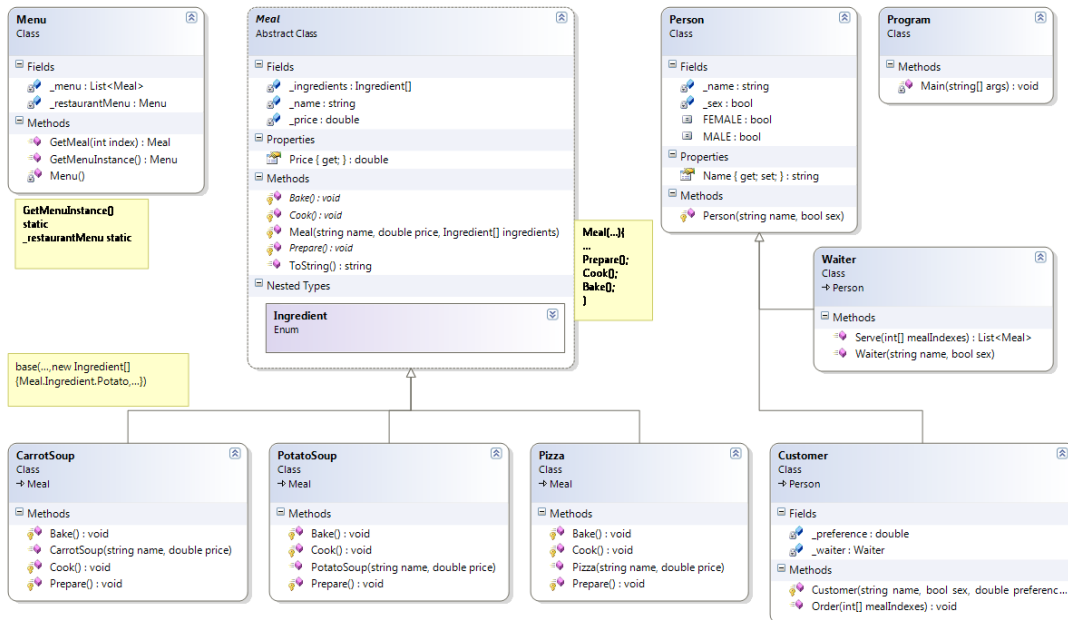 Menu
Class
Fields
_menu : List<Meal>
_restaurantMenu : Menu
Methods
GetMeal(int index) : Meal
GetMenuInstance() : Menu
Menu()
GetMenuInstance()
static
_restaurantMenu static
Meal
Abstract Class
Fields
_ingredients : Ingredient[]
_name : string
_price : double
Properties
Price { get; } : double
Methods
Bake() : void
Cook() : void
Meal(string name, double price, Ingredient[] ingredients)
Prepare() : void
ToString() : string
Nested Types
Ingredient
Enum
Meal(...){
...
Prepare();
Cook();
Bake();
}
Person
Class
Fields
_name : string
_sex : bool
FEMALE : bool
MALE : bool
Properties
Name { get; set; } : string
Methods
Person(string name, bool sex)
Program
Class
Methods
Main(string[] args) : void
Waiter
Class
Person
Methods
Serve(int[] mealIndexes) : List<Meal>
Waiter(string name, bool sex)
base(...,new Ingredient[]
{Meal.Ingredient.Potato,...})
CarrotSoup
Class
Meal
Methods
Bake() : void
CarrotSoup(string name, double price)
Cook() : void
Prepare() : void
PotatoSoup
Class
Meal
Methods
Bake() : void
Cook() : void
PotatoSoup(string name, double price)
Prepare() : void
Pizza
Class
Meal
Methods
Bake() : void
Cook() : void
Pizza(string name, double price)
Prepare() : void
Customer
Class
Person
Fields
_preference : double
_waiter : Waiter
Methods
Customer(string name, bool sex, double preferenc...
Order(int[] mealIndexes) : void